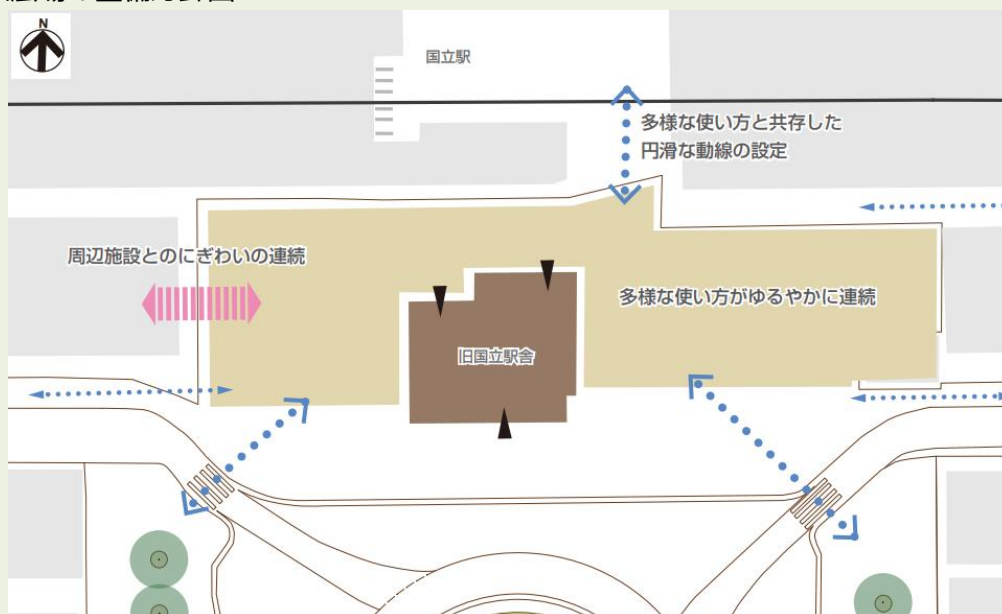 N
国立駅
多様な使い方と共存した
円滑な動線の設定
周辺施設とのにぎわいの連続
多様な使い方がゆるやかに連続
旧国立駅舎